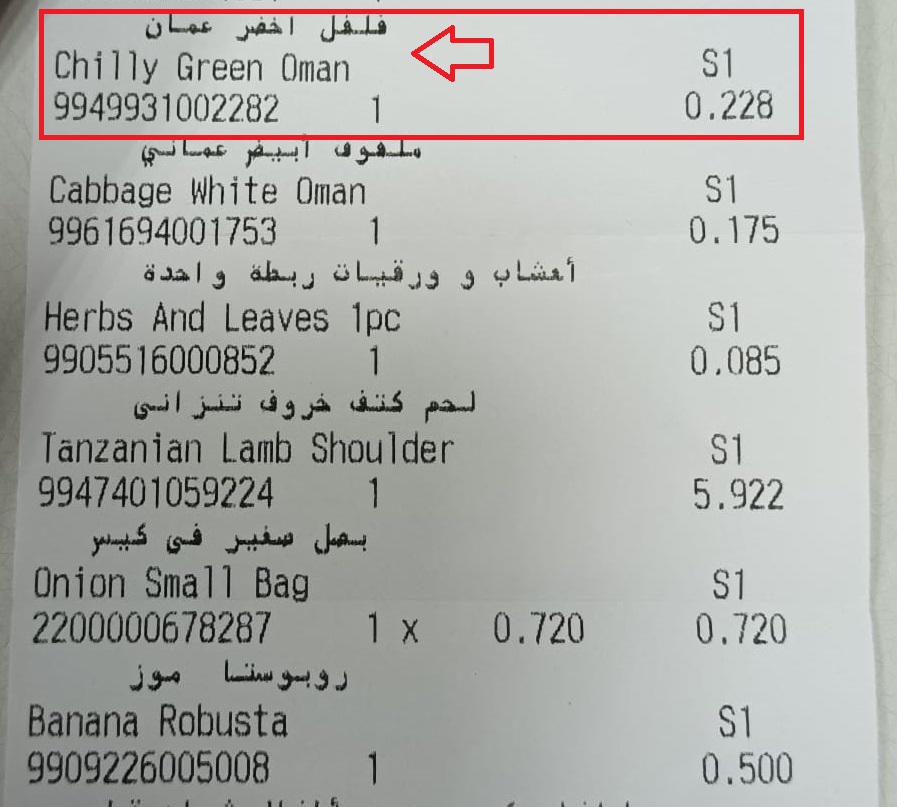 فلفل اخضر عمان
Chilly Green Oman S1
9949931002282 1 0.228
ملفوف أبيض عماني
Cabbage White Oman S1
9961694001753 1 0.175
أعشاب و ورقيات ربطة واحدة
Herbs And Leaves 1pc S1
9905516000852 1 0.085
لحم كتف خروف تنزاني
Tanzanian Lamb Shoulder S1
9947401059224 1 5.922
بصل صغير في كيس
Onion Small Bag S1
2200000678287 1 x 0.720 0.720
روبوستا موز
Banana Robusta S1
9909226005008 1 0.500